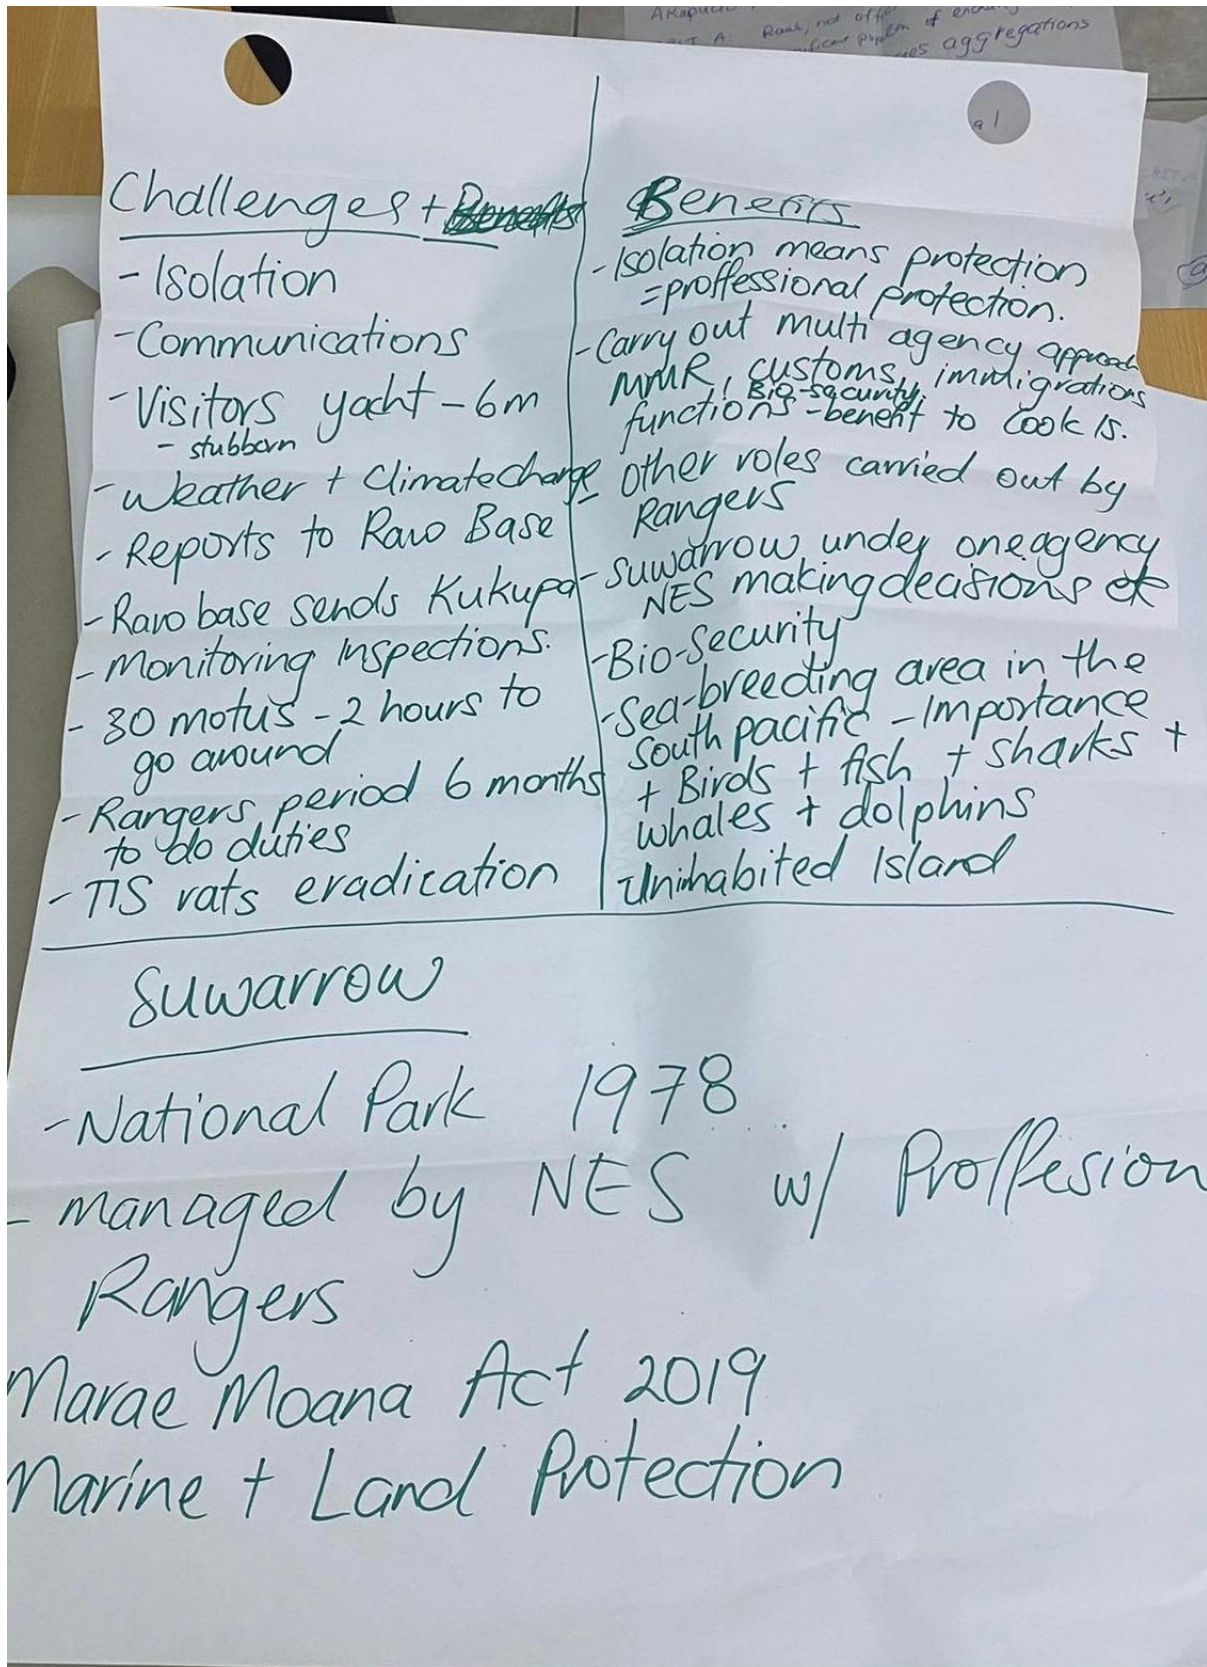 aggregations
Challenges +
- Isolation
- Communications
- Visitors yacht - 6m
- stubborn
- Weather + Climate change
- Reports to Raro Base
- Raro base sends Kukupa
- Monitoring Inspections.
- 30 motus - 2 hours to
go around
- Rangers period 6 months
to do duties
- TIS rats eradication
Benefits
- Isolation means protection
= proffessional protection.
- Carry out multi agency approach
MMR, customs, immigrations
Bio-security,
functions - benefit to Cook Is.
- Other roles carried out by
Rangers
- Suwarrow under one agency
NES making decisions
- Bio-Security
- Sea-breeding area in the
South pacific - Importance
+ Birds + fish + sharks +
whales + dolphins
- Uninhabited Island
Suwarrow
- National Park 1978
- managed by NES w/ Proffesion
Rangers
Marae Moana Act 2019
Marine + Land Protection